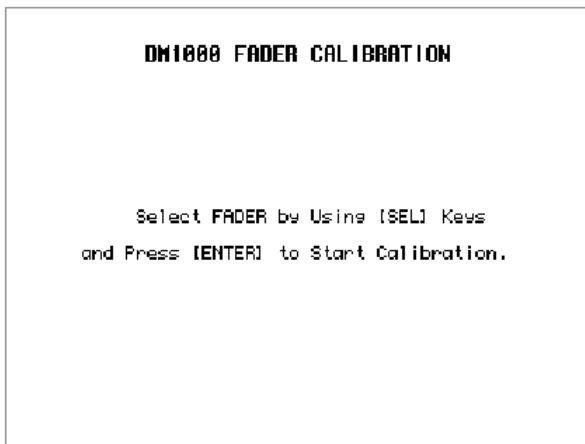 DM1000 FADER CALIBRATION
Select FADER by Using [SEL] Keys
and Press [ENTER] to Start Calibration.